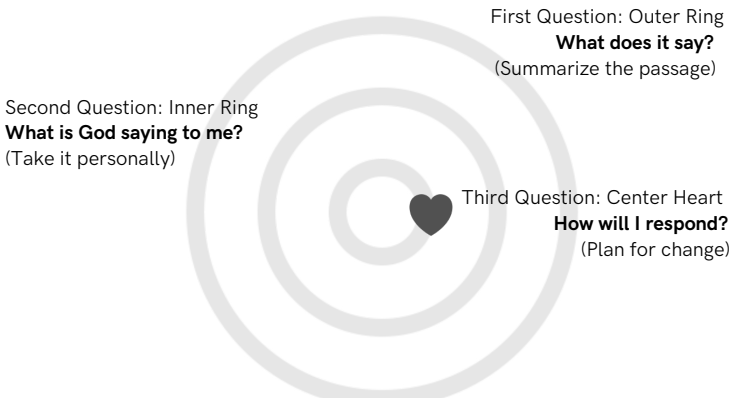 First Question: Outer Ring
What does it say?
(Summarize the passage)
Second Question: Inner Ring
What is God saying to me?
(Take it personally)
Third Question: Center Heart
How will I respond?
(Plan for change)